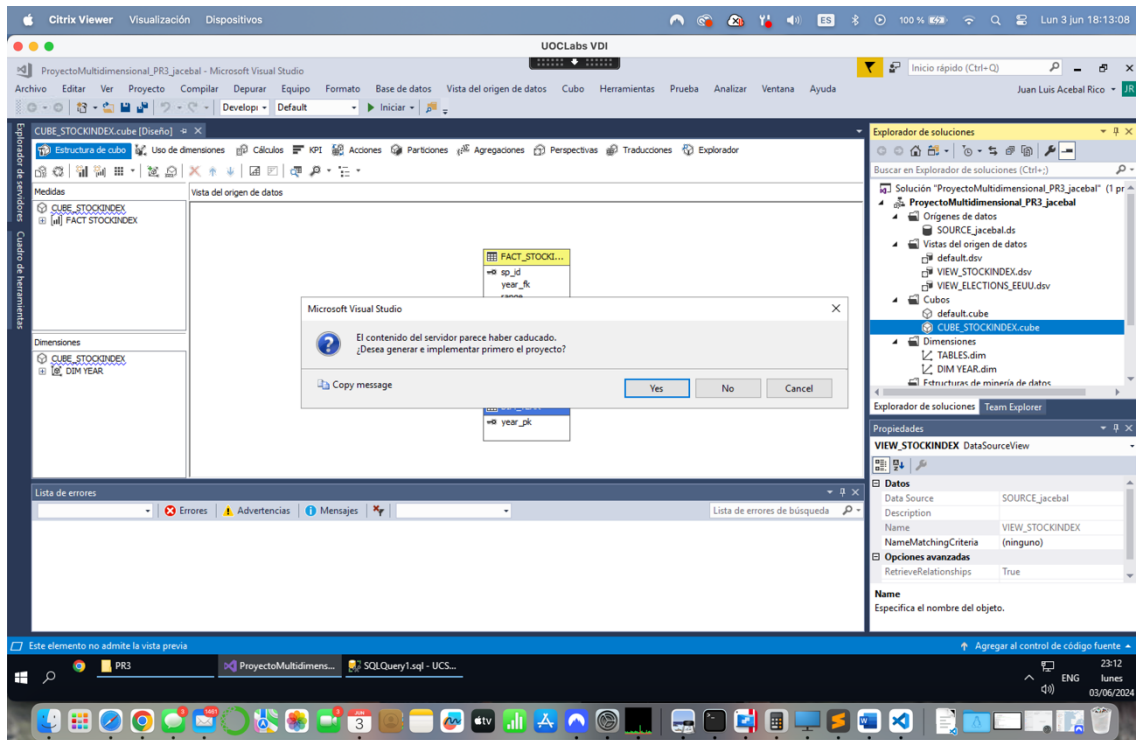 Citrix Viewer Visualización Dispositivos ES 100 % Lun 3 jun 18:13:08
UOCLabs VDI
ProyectoMultidimensional_PR3_jacebal - Microsoft Visual Studio Inicio rápido (Ctrl+Q)
Archivo Editar Ver Proyecto Compilar Depurar Equipo Formato Base de datos Vista del origen de datos Cubo Herramientas Prueba Analizar Ventana Ayuda Juan Luis Acebal Rico JR
Developi Default Iniciar
Explorador de servidores
Cuadro de herramientas
CUBE_STOCKINDEX.cube [Diseño]
Estructura de cubo Uso de dimensiones Cálculos KPI Acciones Particiones Agregaciones Perspectivas Traducciones Explorador
Medidas
CUBE_STOCKINDEX
FACT STOCKINDEX
Dimensiones
CUBE_STOCKINDEX
DIM YEAR
Vista del origen de datos
FACT_STOCKI...
sp_id
year_fk
range
year_pk
Microsoft Visual Studio
El contenido del servidor parece haber caducado.
¿Desea generar e implementar primero el proyecto?
Copy message Yes No Cancel
Lista de errores
Errores Advertencias Mensajes Lista de errores de búsqueda
Explorador de soluciones
Buscar en Explorador de soluciones (Ctrl+;)
Solución "ProyectoMultidimensional_PR3_jacebal" (1 pr
ProyectoMultidimensional_PR3_jacebal
Orígenes de datos
SOURCE_jacebal.ds
Vistas del origen de datos
default.dsv
VIEW_STOCKINDEX.dsv
VIEW_ELECTIONS_EEUU.dsv
Cubos
default.cube
CUBE_STOCKINDEX.cube
Dimensiones
TABLES.dim
DIM YEAR.dim
Estructuras de minería de datos
Explorador de soluciones Team Explorer
Propiedades
VIEW_STOCKINDEX DataSourceView
Datos
Data Source SOURCE_jacebal
Description
Name VIEW_STOCKINDEX
NameMatchingCriteria (ninguno)
Opciones avanzadas
RetrieveRelationships True
Name
Especifica el nombre del objeto.
Este elemento no admite la vista previa Agregar al control de código fuente
PR3 ProyectoMultidimens... SQLQuery1.sql - UCS... ENG
23:12
lunes
03/06/2024
1461
JUN
3
tv